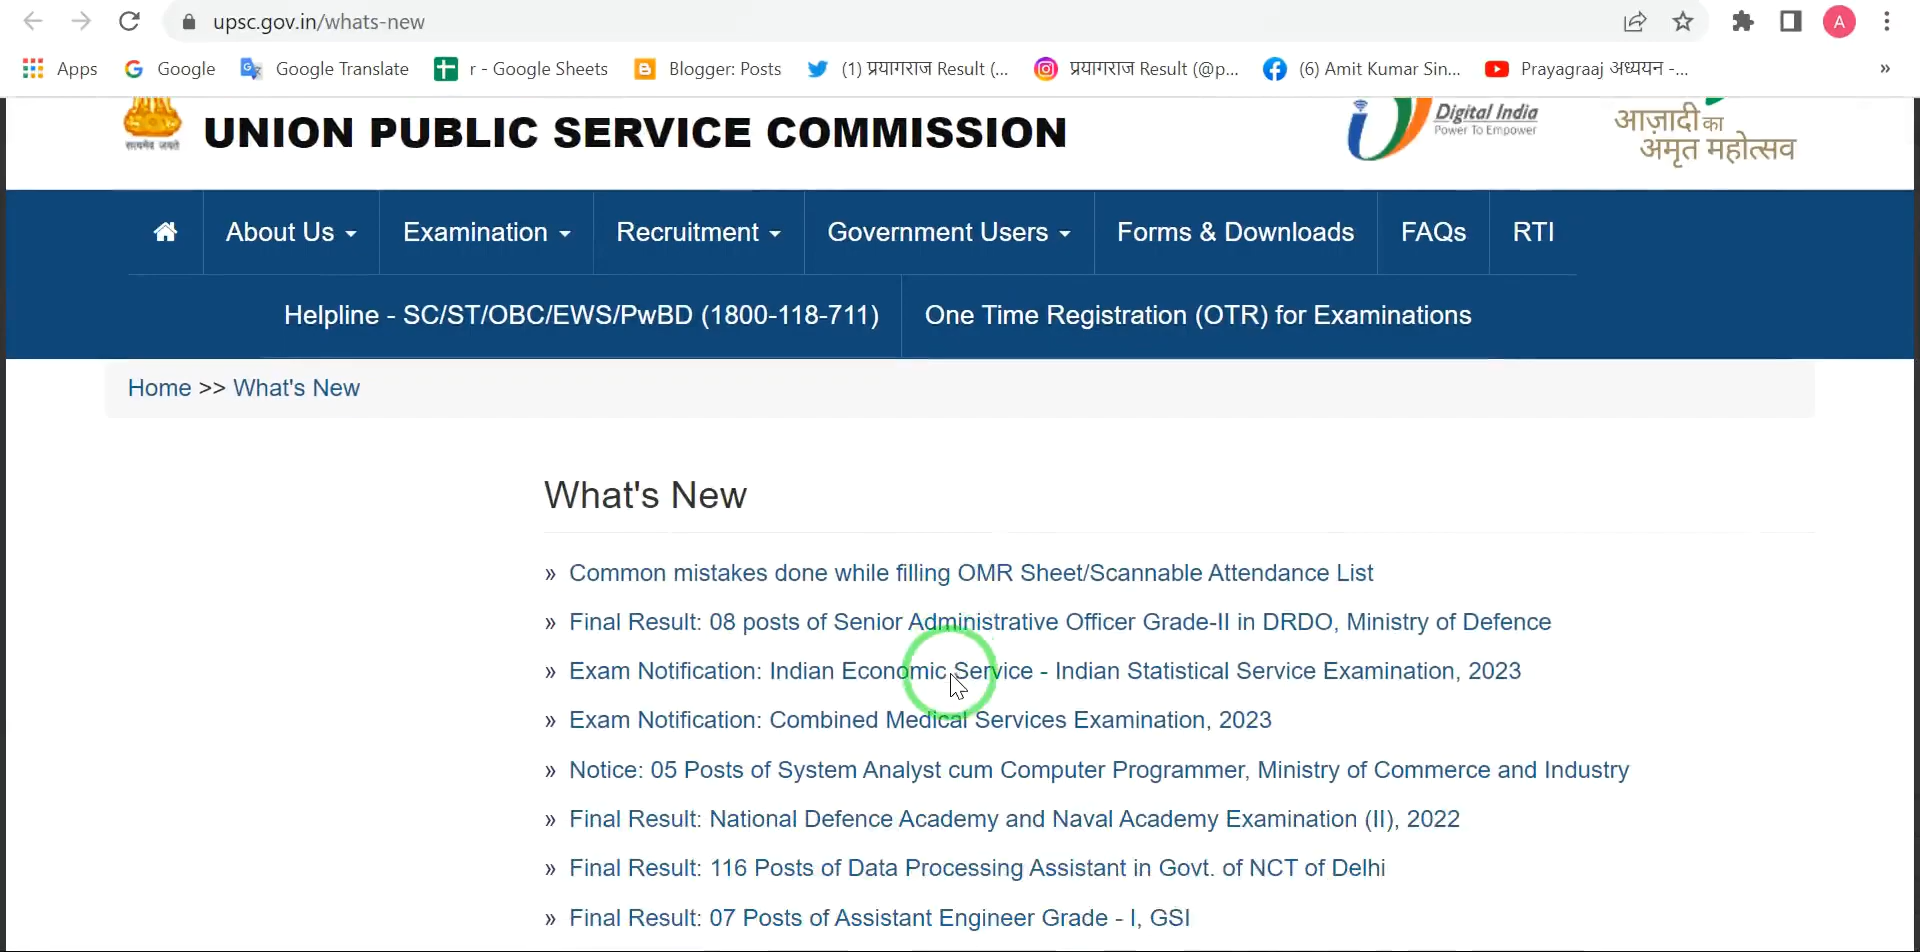 upsc.gov.in/whats-new
A
Apps Google Google Translate r - Google Sheets Blogger: Posts (1) प्रयागराज Result (... प्रयागराज Result (@p... (6) Amit Kumar Sin... Prayagraaj अध्ययन -... »
सत्यमेव जयते
UNION PUBLIC SERVICE COMMISSION
Digital India
Power To Empower
आज़ादी का
अमृत महोत्सव
About Us Examination Recruitment Government Users Forms & Downloads FAQs RTI
Helpline - SC/ST/OBC/EWS/PwBD (1800-118-711) One Time Registration (OTR) for Examinations
Home >> What's New
What's New
» Common mistakes done while filling OMR Sheet/Scannable Attendance List
» Final Result: 08 posts of Senior Administrative Officer Grade-II in DRDO, Ministry of Defence
» Exam Notification: Indian Economic Service - Indian Statistical Service Examination, 2023
» Exam Notification: Combined Medical Services Examination, 2023
» Notice: 05 Posts of System Analyst cum Computer Programmer, Ministry of Commerce and Industry
» Final Result: National Defence Academy and Naval Academy Examination (II), 2022
» Final Result: 116 Posts of Data Processing Assistant in Govt. of NCT of Delhi
» Final Result: 07 Posts of Assistant Engineer Grade - I, GSI